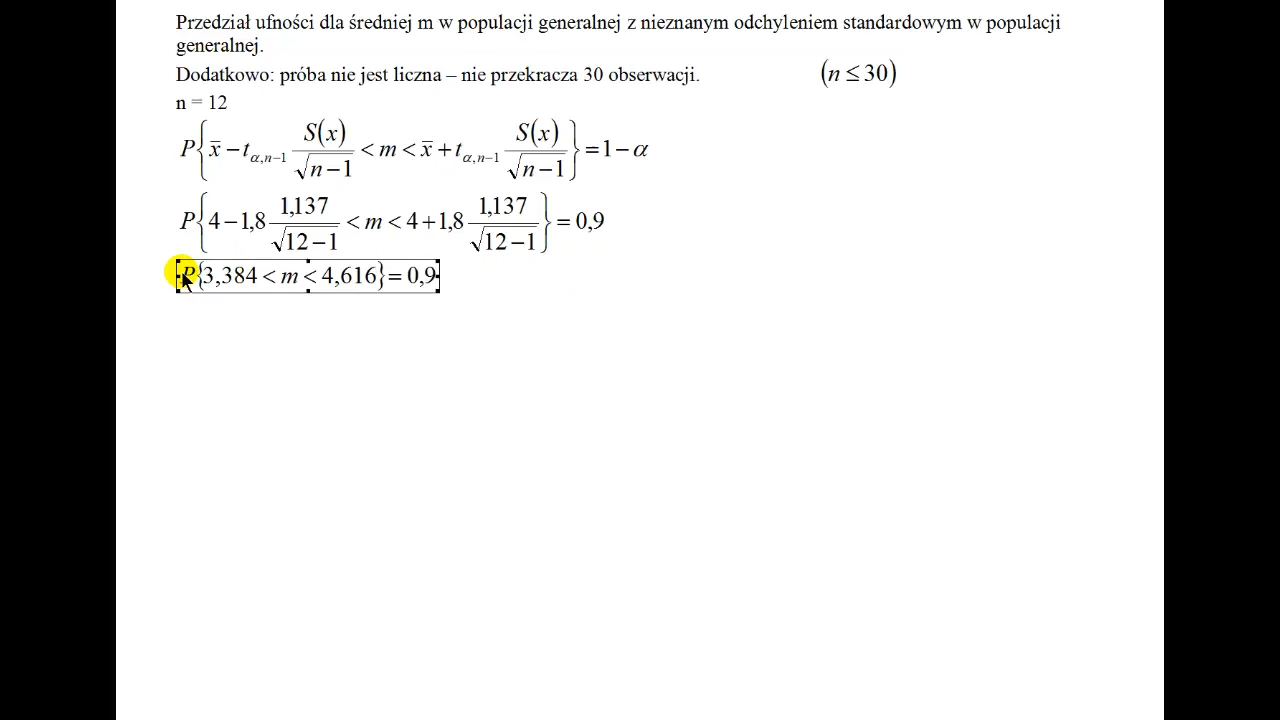 Przedział ufności dla średniej m w populacji generalnej z nieznanym odchyleniem standardowym w populacji
generalnej.
Dodatkowo: próba nie jest liczna – nie przekracza 30 obserwacji. (n ≤ 30)
n = 12
P{x̄ − t_{α,n−1} S(x)/√(n−1) < m < x̄ + t_{α,n−1} S(x)/√(n−1)} = 1 − α
P{4 − 1,8 1,137/√(12−1) < m < 4 + 1,8 1,137/√(12−1)} = 0,9
P{3,384 < m < 4,616} = 0,9